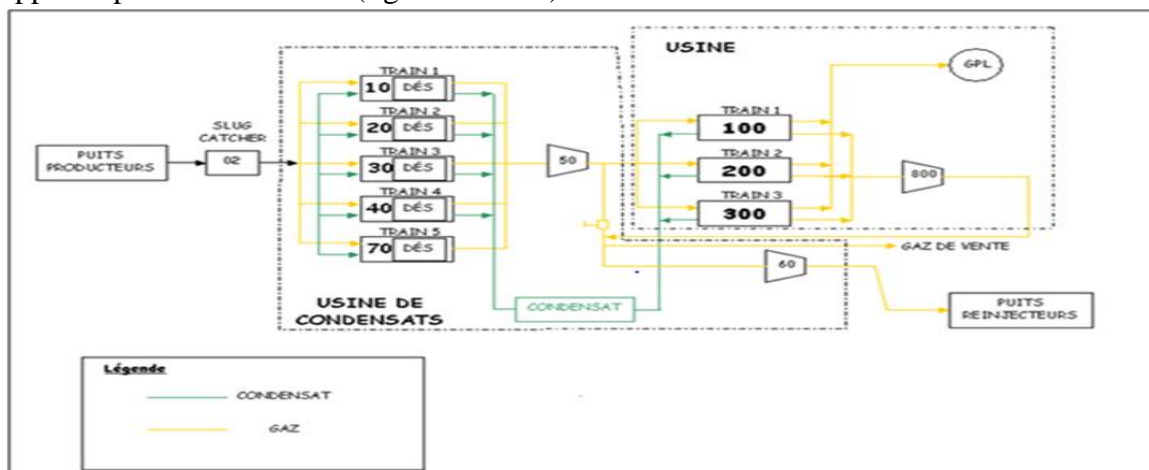 USINE
GPL
TRAIN 1
10 DÉS
TRAIN 2
20 DÉS
TRAIN 3
30 DÉS
TRAIN 4
40 DÉS
TRAIN 5
70 DÉS
SLUG
CATCHER
02
PUITS
PRODUCTEURS
50
TRAIN 1
100
TRAIN 2
200
TRAIN 3
300
800
GAZ DE VENTE
60
USINE DE
CONDENSATS
CONDENSAT
PUITS
REINJECTEURS
Légende
CONDENSAT
GAZ